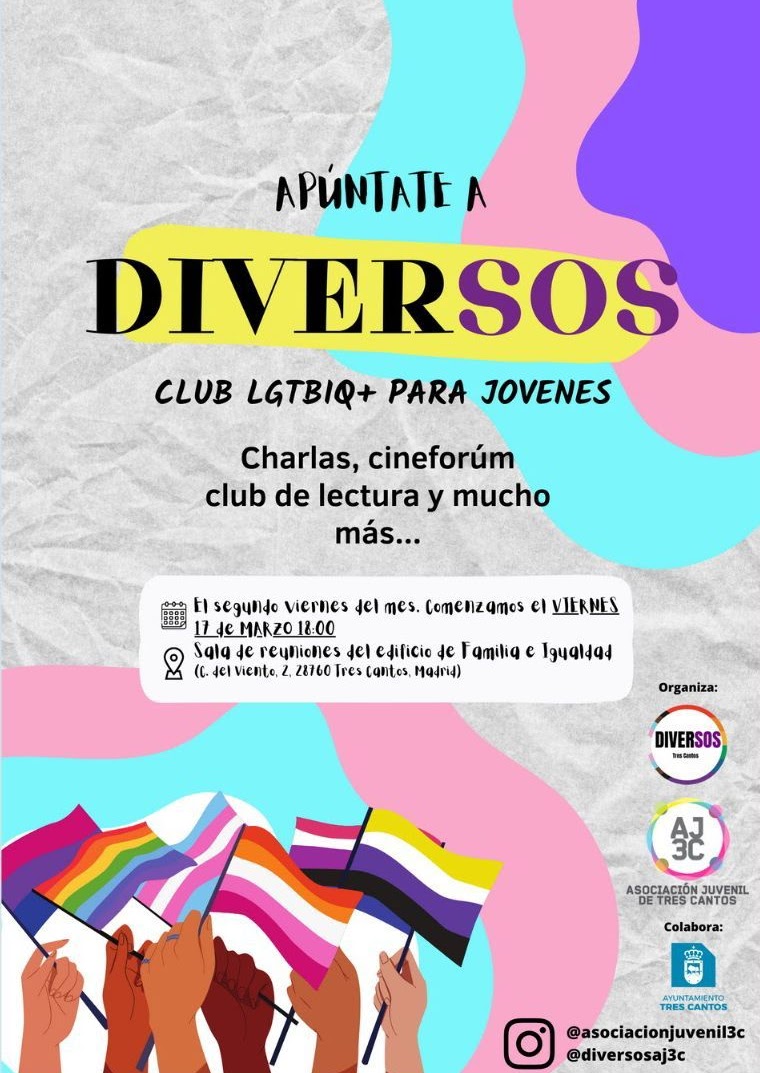 APÚNTATE A
DIVERSOS
CLUB LGTBIQ+ PARA JOVENES
Charlas, cineforúm
club de lectura y mucho
más...
El segundo viernes del mes. Comenzamos el VIERNES
17 de MARZO 18:00
Sala de reuniones del edificio de Familia e Igualdad
(C. del Viento, 2, 28760 Tres Cantos, Madrid)
Organiza:
DIVERSOS
Tres Cantos
AJ
3C
ASOCIACIÓN JUVENIL
DE TRES CANTOS
Colabora:
AYUNTAMIENTO
TRES CANTOS
@asociacionjuvenil3c
@diversosaj3c